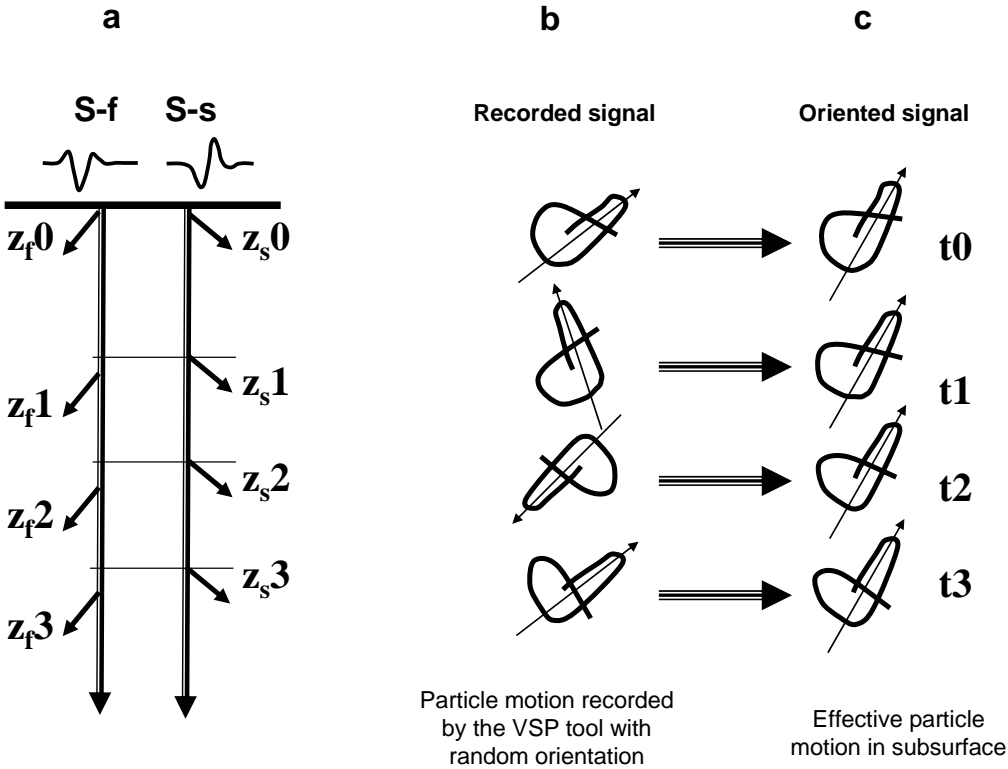 a
b
c
S-f
S-s
Recorded signal
Oriented signal
zf0
zs0
t0
zf1
zs1
t1
zf2
zs2
t2
zf3
zs3
t3
Particle motion recorded
by the VSP tool with
random orientation
Effective particle
motion in subsurface